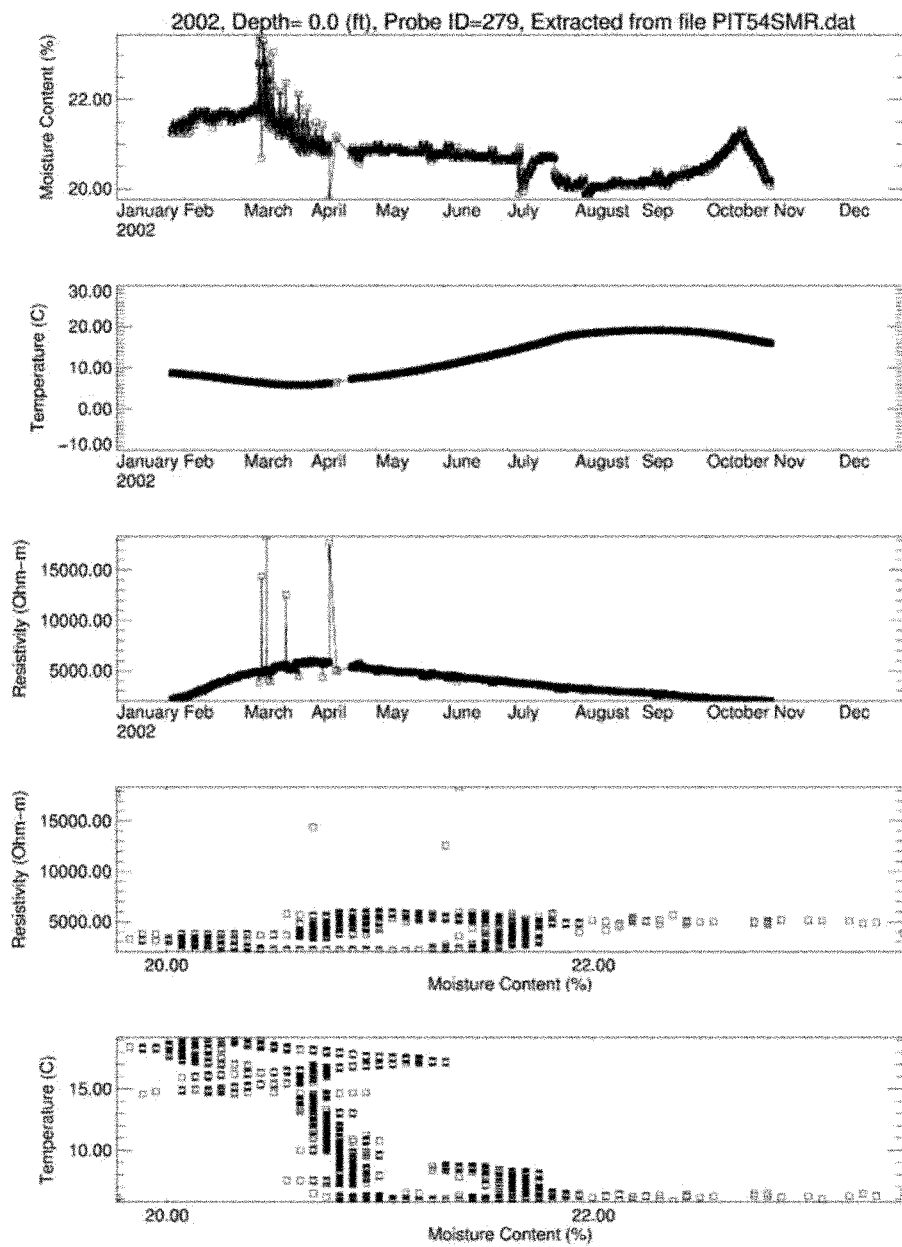 2002, Depth= 0.0 (ft), Probe ID=279, Extracted from file PIT54SMR.dat
Moisture Content (%)
22.00
20.00
January Feb March April May June July August Sep October Nov Dec
2002
Temperature (C)
30.00
20.00
10.00
0.00
-10.00
January Feb March April May June July August Sep October Nov Dec
2002
Resistivity (Ohm-m)
15000.00
10000.00
5000.00
January Feb March April May June July August Sep October Nov Dec
2002
Resistivity (Ohm-m)
15000.00
10000.00
5000.00
20.00 22.00
Moisture Content (%)
Temperature (C)
15.00
10.00
20.00 22.00
Moisture Content (%)